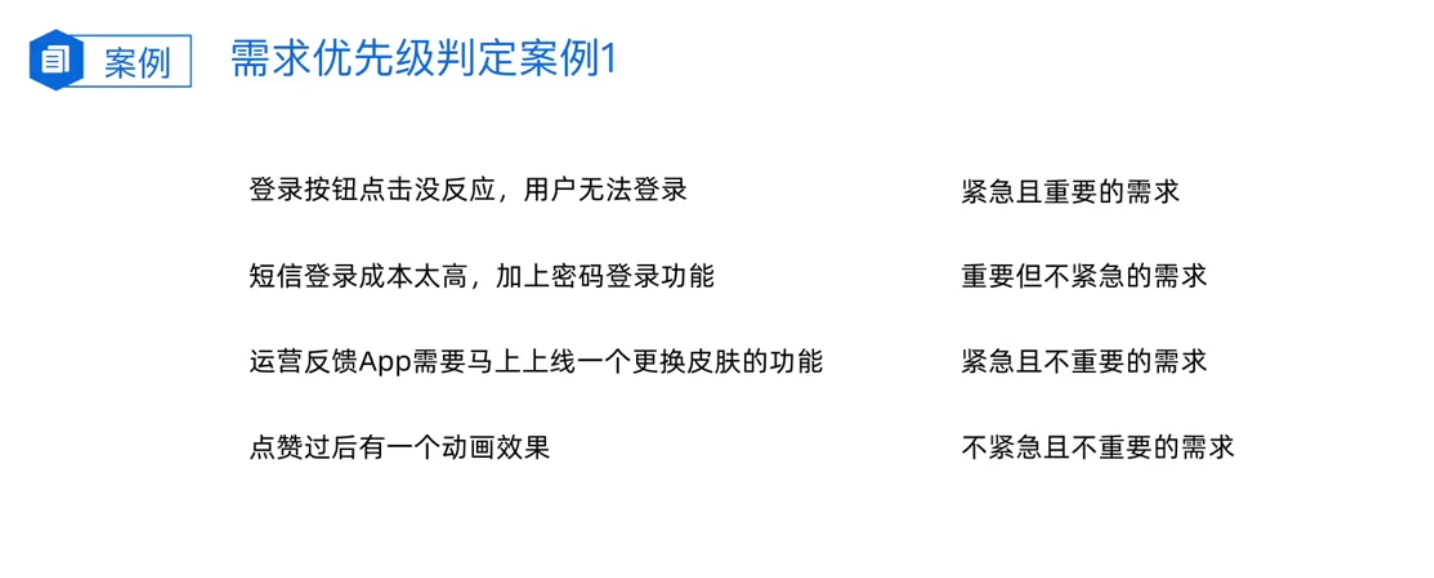 案例
需求优先级判定案例1
登录按钮点击没反应，用户无法登录 紧急且重要的需求
短信登录成本太高，加上密码登录功能 重要但不紧急的需求
运营反馈App需要马上上线一个更换皮肤的功能 紧急且不重要的需求
点赞过后有一个动画效果 不紧急且不重要的需求